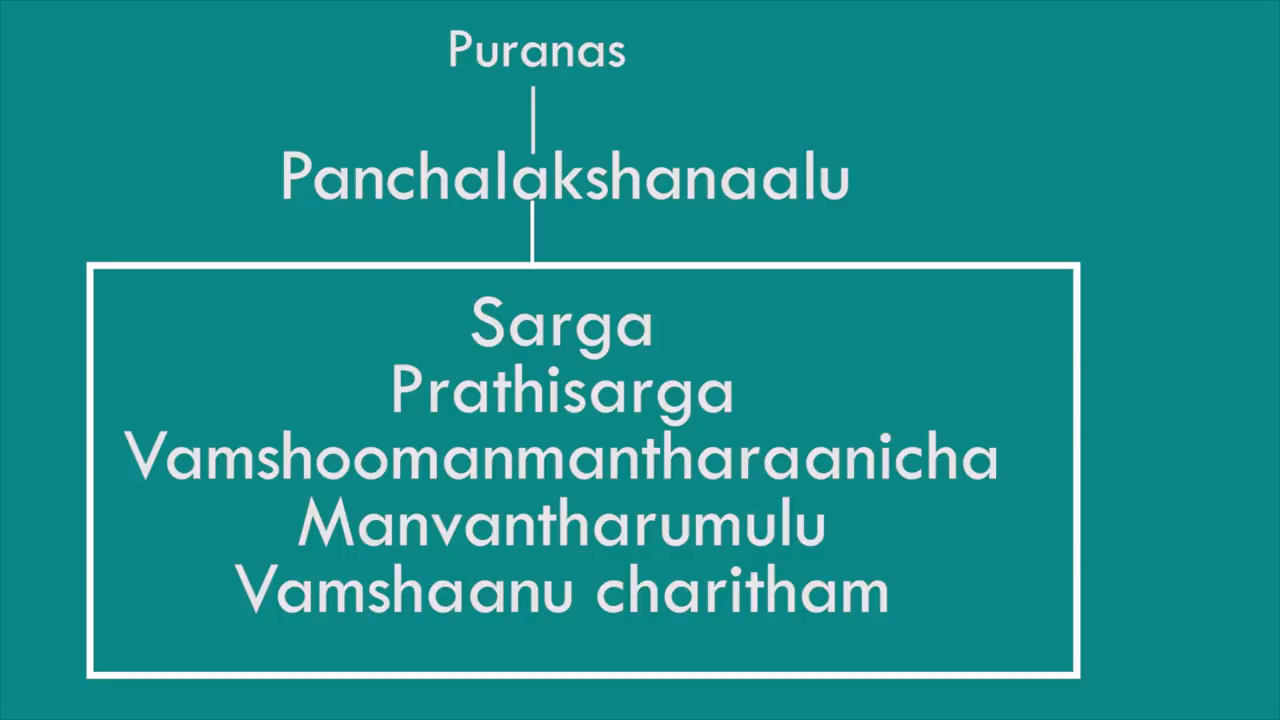 Puranas
Panchalakshanaalu
Sarga
Prathisarga
Vamshoomanmantharaanicha
Manvantharumulu
Vamshaanu charitham